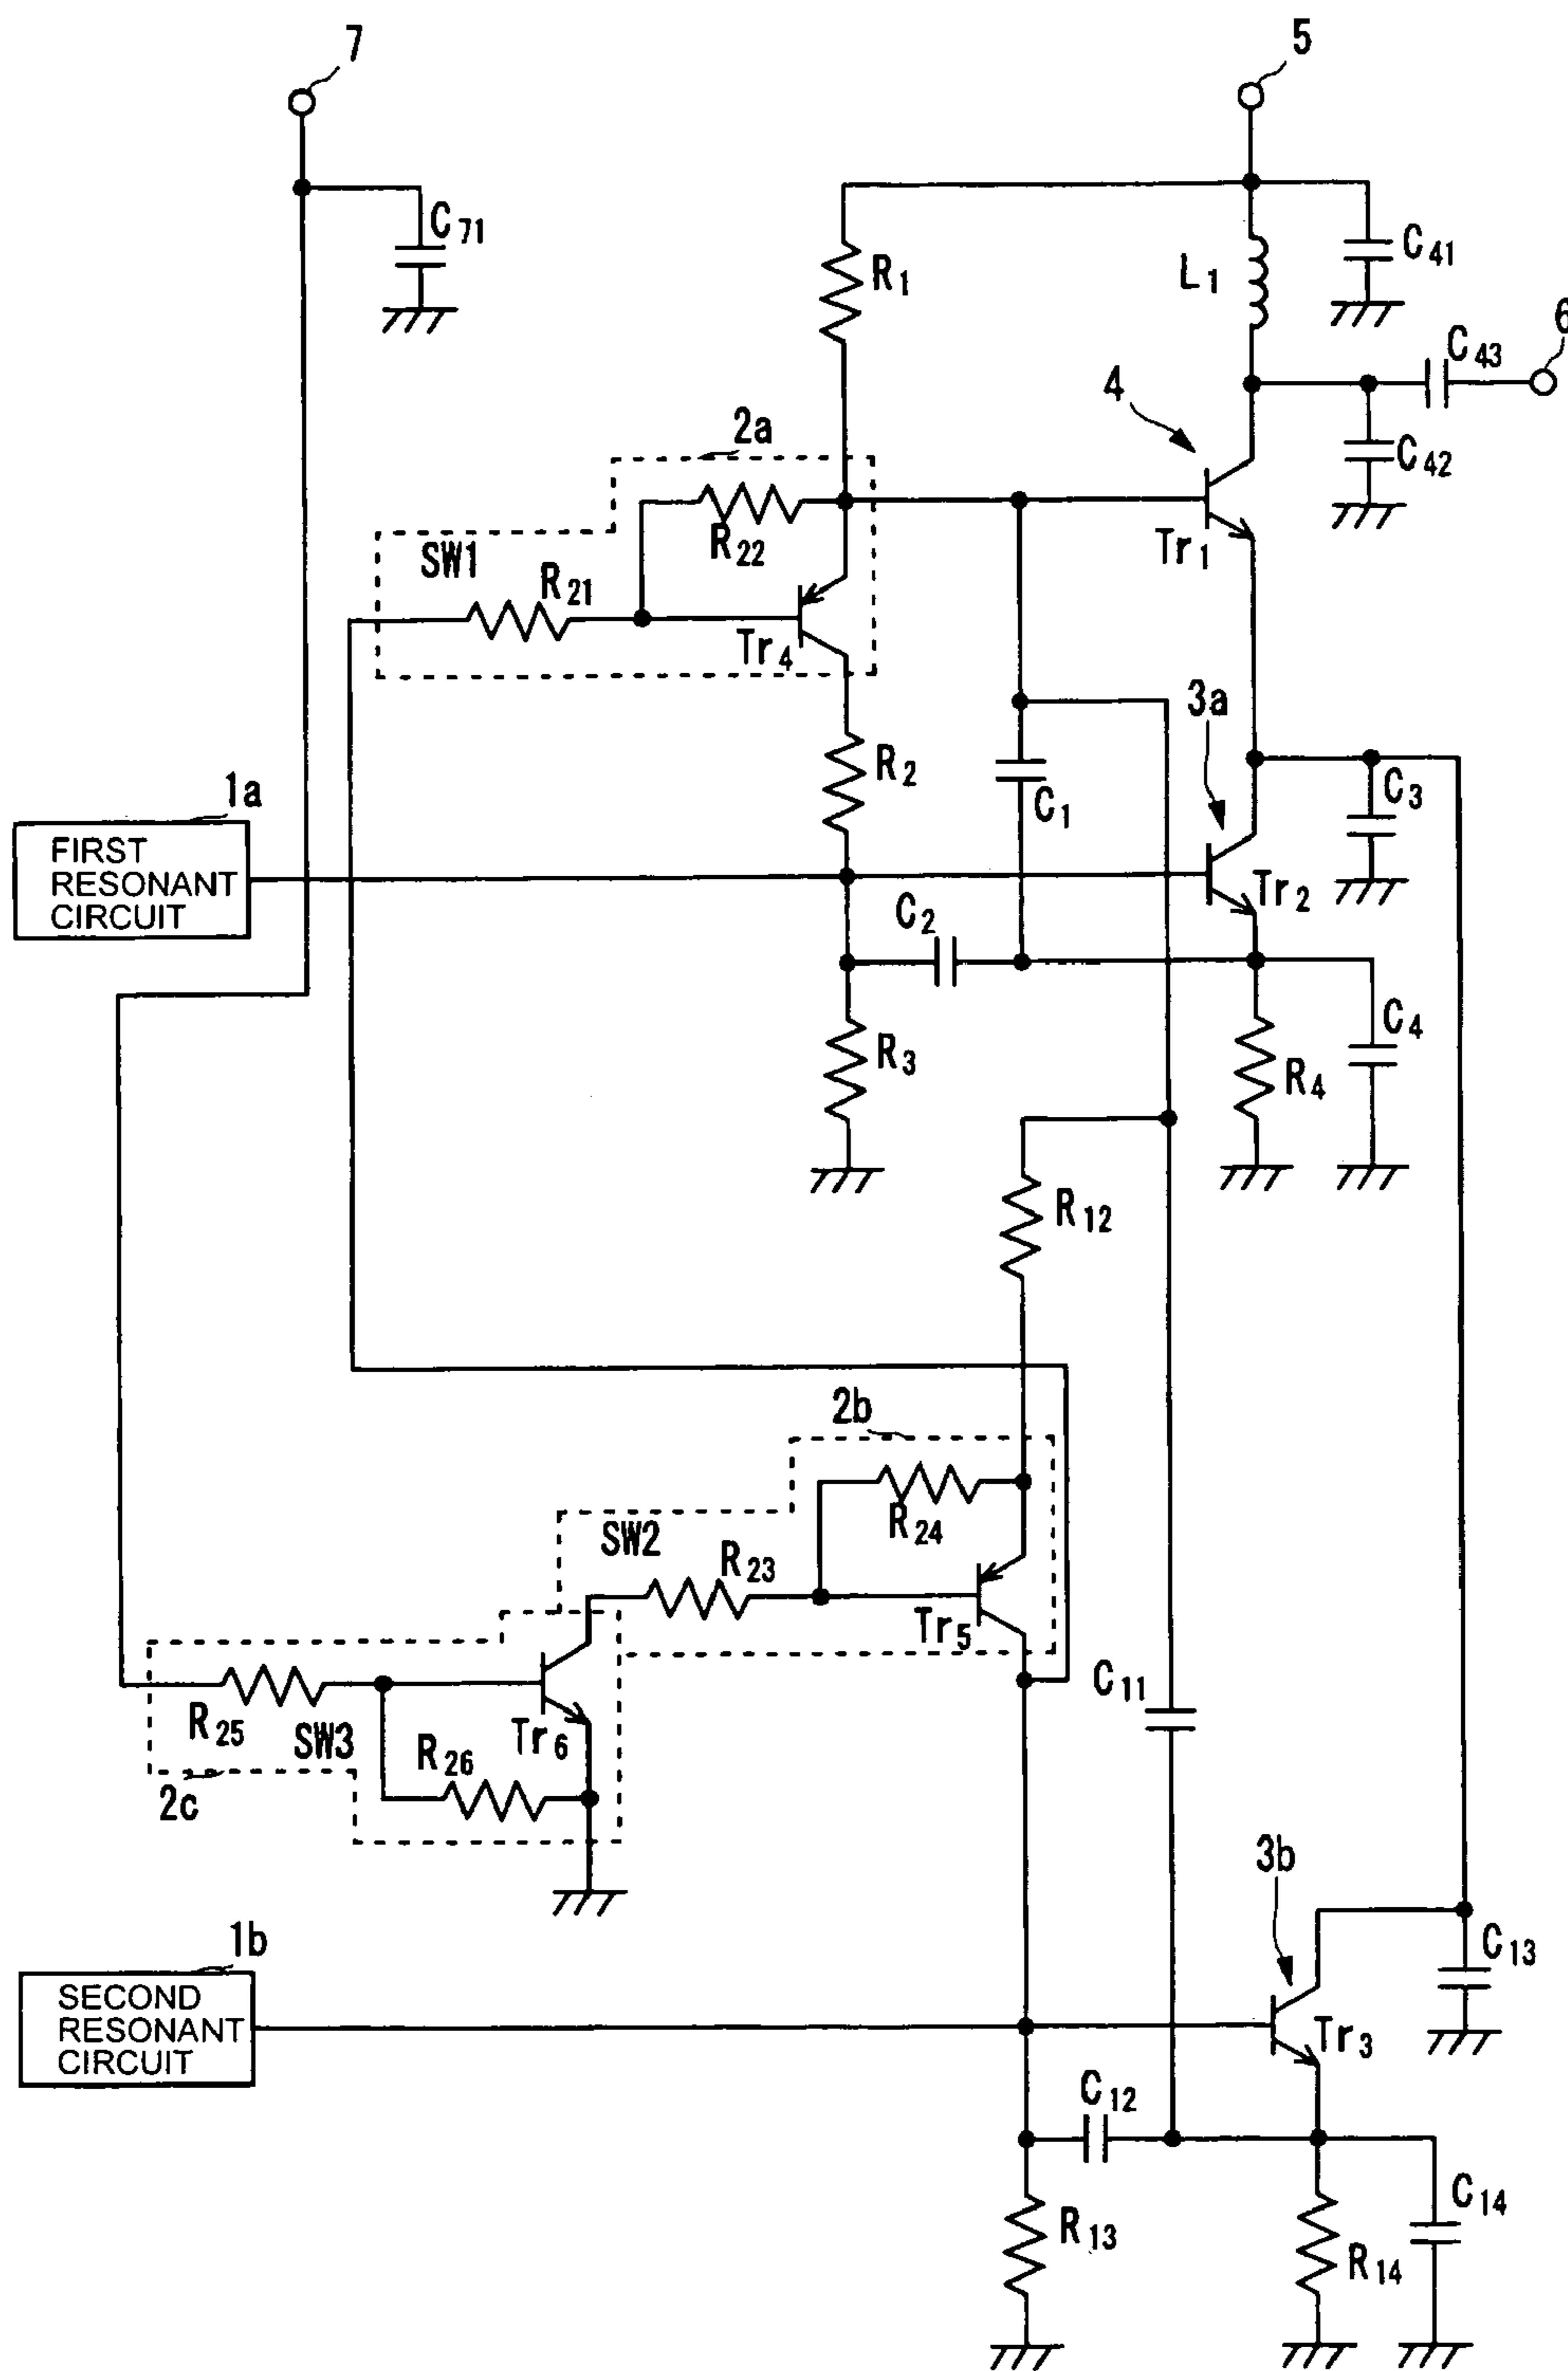 7
5
C71
R1
L1
C41
6
C43
4
2a
C42
R22
SW1
R21
Tr1
Tr4
3a
1a
R2
C1
C3
FIRST
RESONANT
CIRCUIT
Tr2
C2
C4
R3
R4
R12
2b
R24
SW2
R23
Tr5
C11
R25
SW3
Tr6
R26
2c
3b
1b
C13
SECOND
RESONANT
CIRCUIT
Tr3
C12
C14
R13
R14